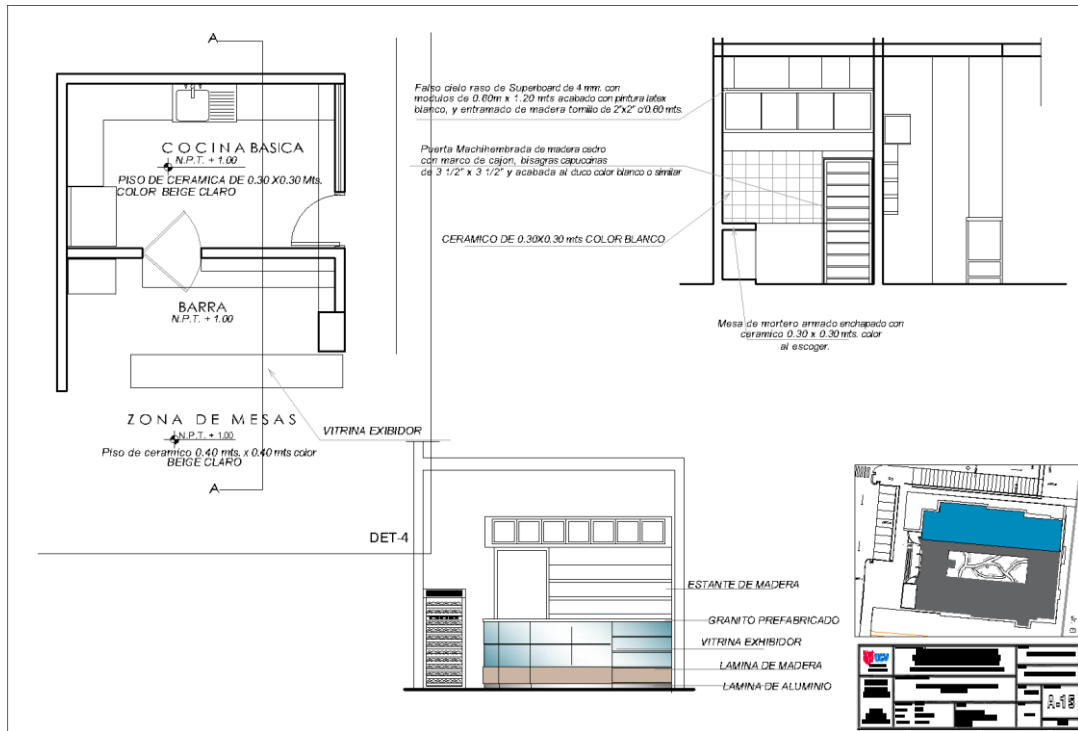 A
COCINA BASICA
N.P.T. + 1.00
PISO DE CERAMICA DE 0.30 X0.30 Mts.
COLOR BEIGE CLARO
BARRA
N.P.T. + 1.00
ZONA DE MESAS
N.P.T. + 1.00
Piso de ceramico 0.40 mts. x 0.40 mts color
BEIGE CLARO
A
VITRINA EXIBIDOR
DET-4
Falso cielo raso de Superboard de 4 mm. con
modulos de 0.60m x 1.20 mts acabado con pintura latex
blanco, y entramado de madera tornillo de 2"x2" c/0.60 mts.
Puerta Machihembrada de madera cedro
con marco de cajon, bisagras capuccinas
de 3 1/2" x 3 1/2" y acabada al duco color blanco o similar
CERAMICO DE 0.30X0.30 mts COLOR BLANCO
Mesa de mortero armado enchapado con
ceramico 0.30 x 0.30 mts. color
al escoger.
ESTANTE DE MADERA
GRANITO PREFABRICADO
VITRINA EXHIBIDOR
LAMINA DE MADERA
LAMINA DE ALUMINIO
UCV